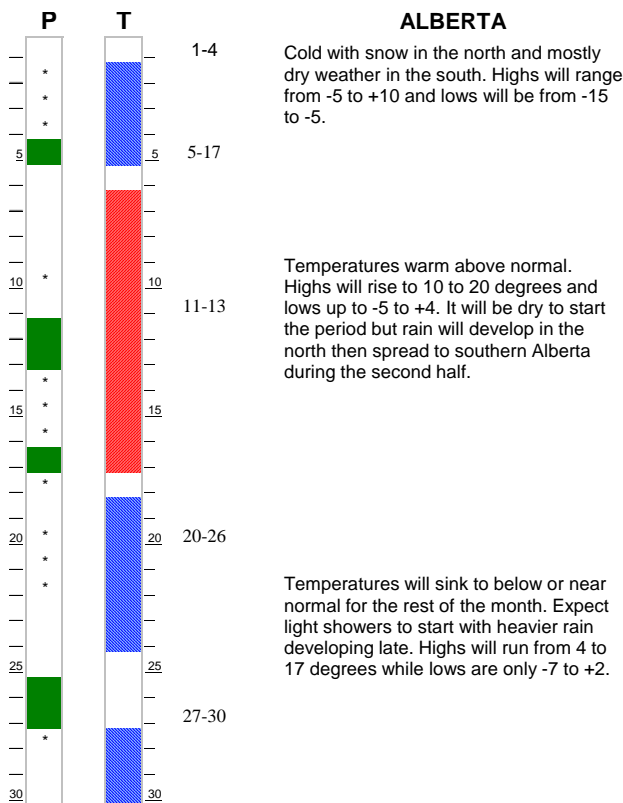 P T ALBERTA
1-4
Cold with snow in the north and mostly
dry weather in the south. Highs will range
from -5 to +10 and lows will be from -15
to -5.
*
*
*
5 5 5-17
Temperatures warm above normal.
Highs will rise to 10 to 20 degrees and
lows up to -5 to +4. It will be dry to start
the period but rain will develop in the
north then spread to southern Alberta
during the second half.
*
10 10
11-13
*
*
15 15
*
*
20 * 20 20-26
*
*
Temperatures will sink to below or near
normal for the rest of the month. Expect
light showers to start with heavier rain
developing late. Highs will run from 4 to
17 degrees while lows are only -7 to +2.
25 25
27-30
*
30 30